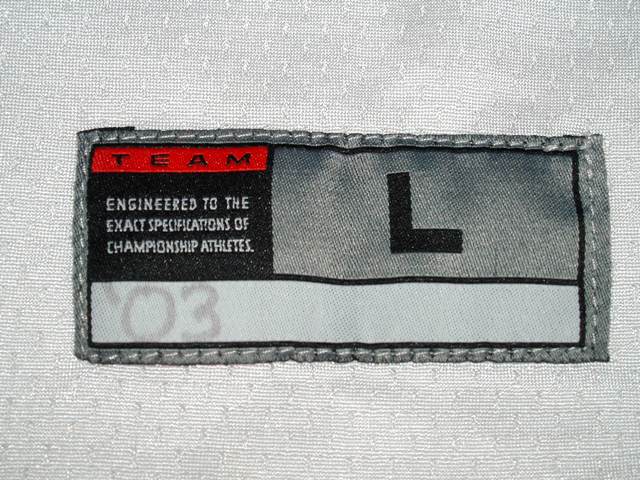 TEAM
ENGINEERED TO THE
EXACT SPECIFICATIONS OF
CHAMPIONSHIP ATHLETES.
L
'03